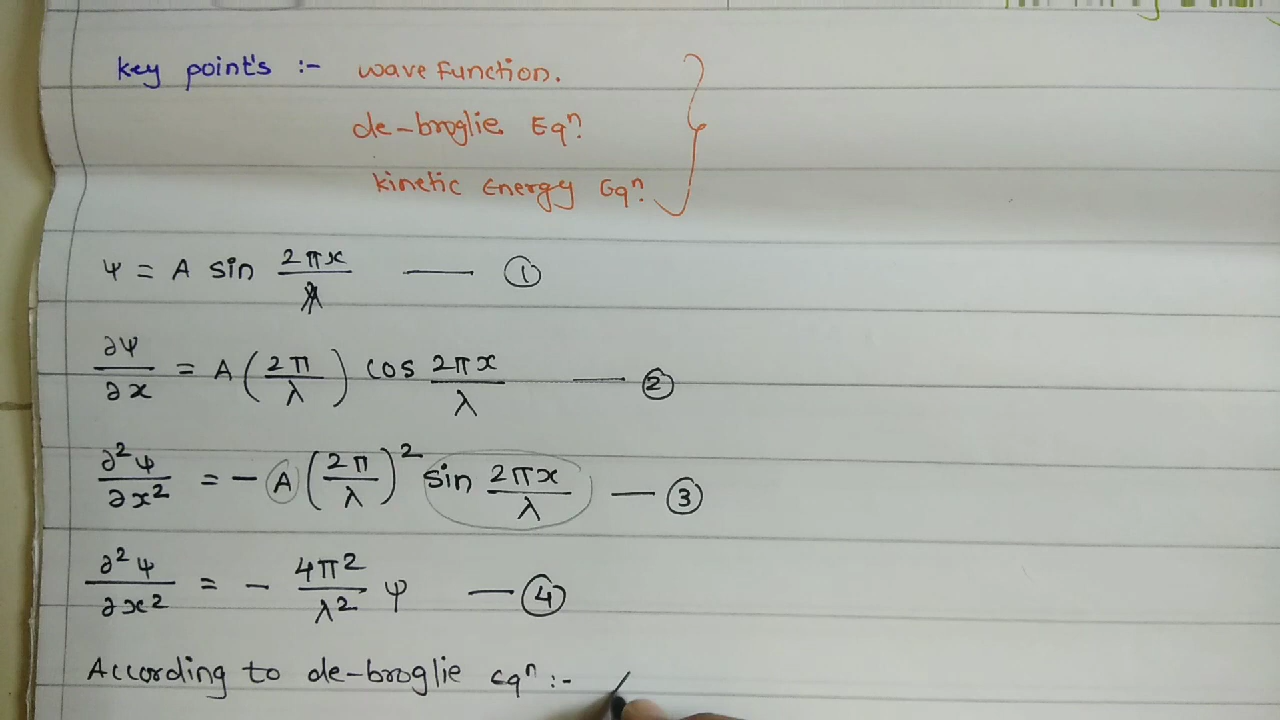 key point's :- wave function.
de-broglie Eqⁿ.
kinetic Energy Eqⁿ.
ψ = A sin 2πx/λ —— ①
∂ψ/∂x = A (2π/λ) cos 2πx/λ —— ②
∂²ψ/∂x² = - A (2π/λ)² sin 2πx/λ —— ③
∂²ψ/∂x² = - 4π²/λ² ψ —— ④
According to de-broglie eqⁿ :-